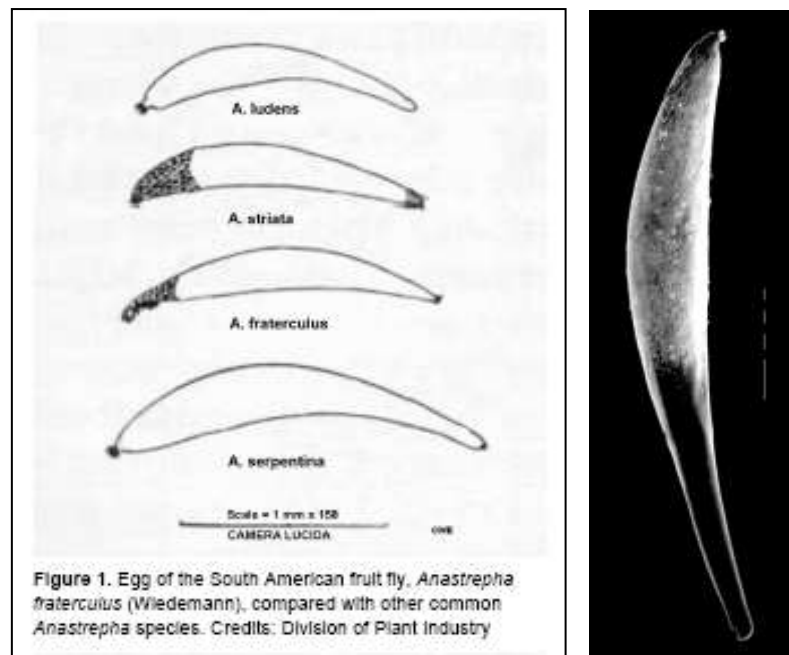 A. ludens
A. striata
A. fraterculus
A. serpentina
Scale = 1 mm x 150
CAMERA LUCIDA
Figure 1. Egg of the South American fruit fly, Anastrepha
fraterculus (Wiedemann), compared with other common
Anastrepha species. Credits: Division of Plant Industry